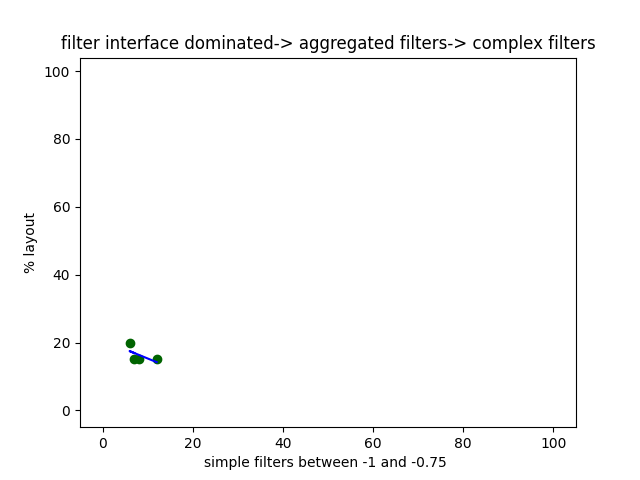 filter interface dominated-> aggregated filters-> complex filters
100
80
60
40
20
0
% layout
0 20 40 60 80 100
simple filters between -1 and -0.75